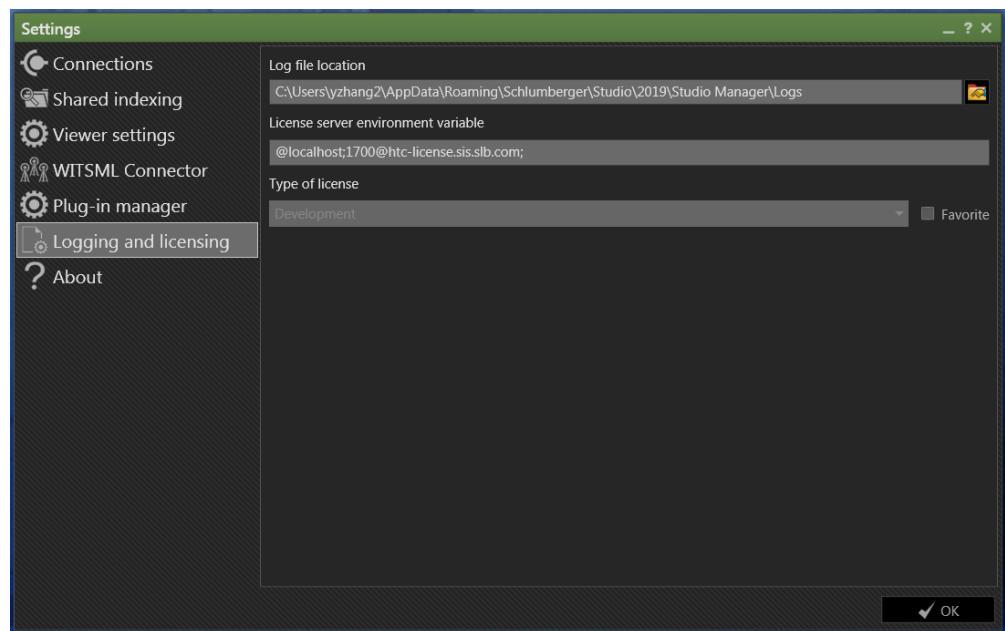 Settings
Connections
Shared indexing
Viewer settings
WITSML Connector
Plug-in manager
Logging and licensing
About
Log file location
C:\Users\yzhang2\AppData\Roaming\Schlumberger\Studio\2019\Studio Manager\Logs
License server environment variable
@localhost;1700@htc-license.sis.slb.com;
Type of license
Development
Favorite
OK